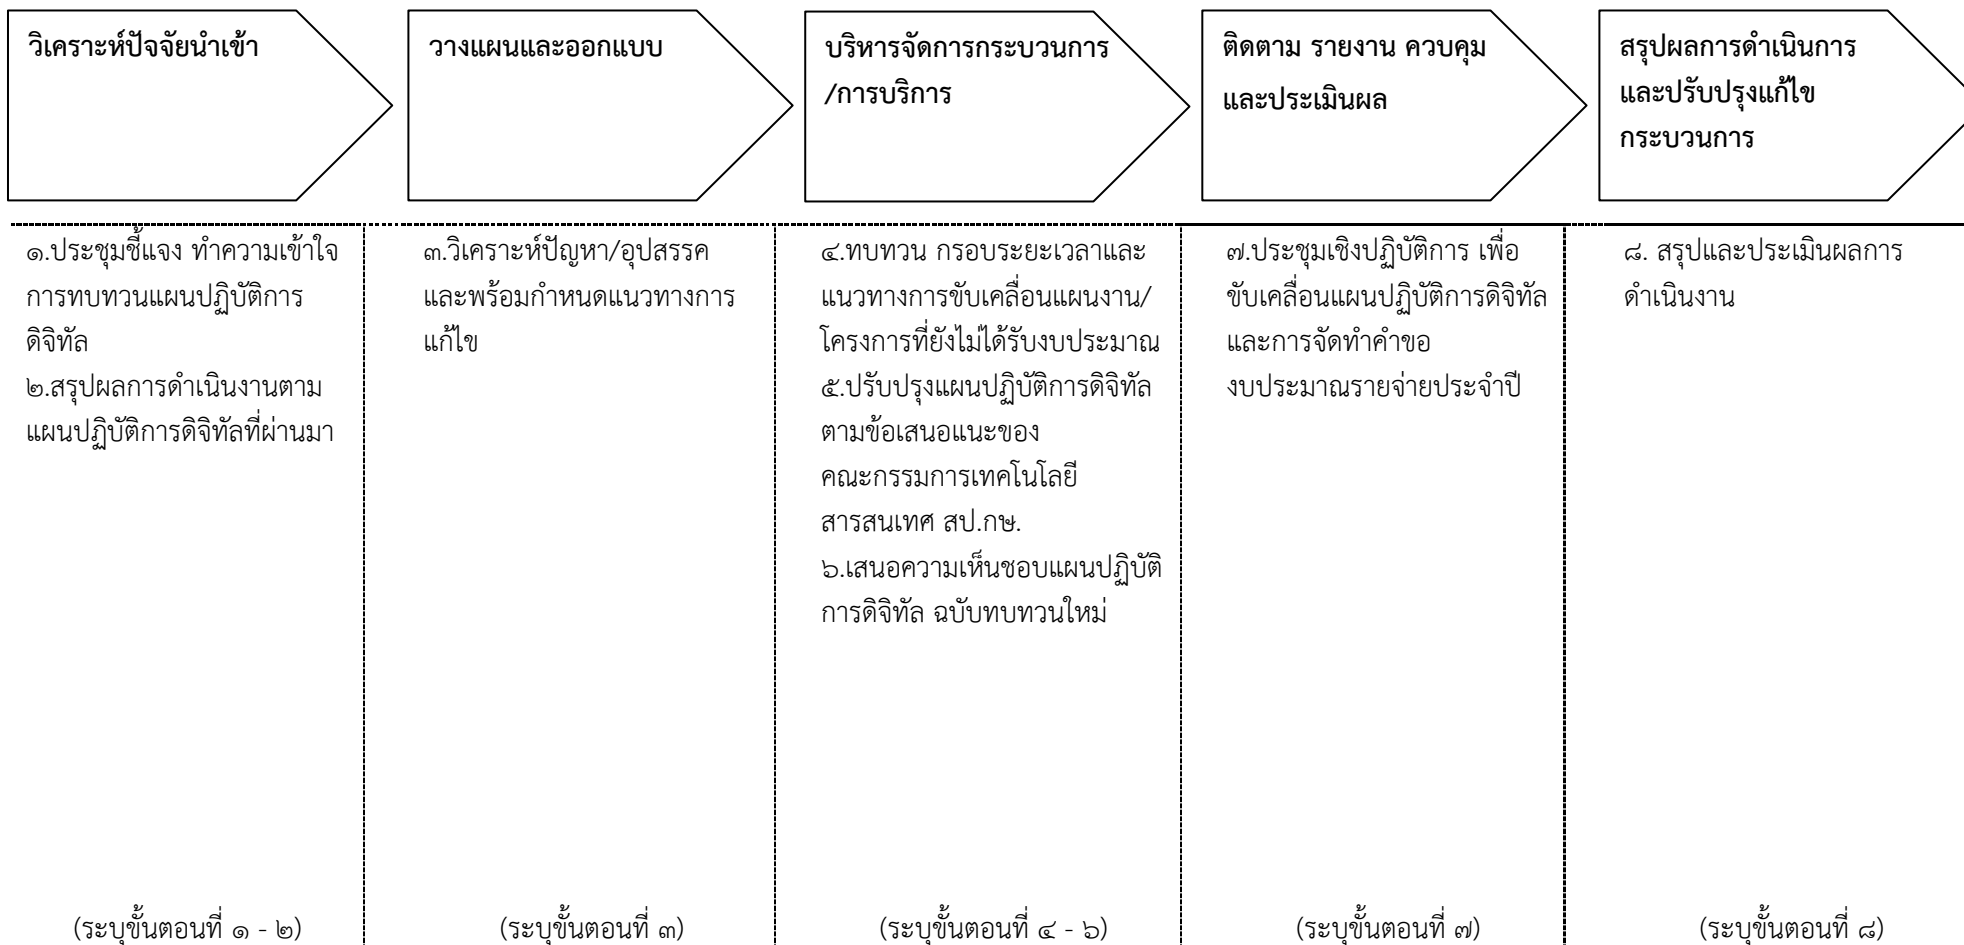 วิเคราะห์ปัจจัยนำเข้า
วางแผนและออกแบบ
บริหารจัดการกระบวนการ
/การบริการ
ติดตาม รายงาน ควบคุม
และประเมินผล
สรุปผลการดำเนินการ
และปรับปรุงแก้ไข
กระบวนการ
๑.ประชุมชี้แจง ทำความเข้าใจ
การทบทวนแผนปฏิบัติการ
ดิจิทัล
๒.สรุปผลการดำเนินงานตาม
แผนปฏิบัติการดิจิทัลที่ผ่านมา
(ระบุขั้นตอนที่ ๑ - ๒)
๓.วิเคราะห์ปัญหา/อุปสรรค
และพร้อมกำหนดแนวทางการ
แก้ไข
(ระบุขั้นตอนที่ ๓)
๔.ทบทวน กรอบระยะเวลาและ
แนวทางการขับเคลื่อนแผนงาน/
โครงการที่ยังไม่ได้รับงบประมาณ
๕.ปรับปรุงแผนปฏิบัติการดิจิทัล
ตามข้อเสนอแนะของ
คณะกรรมการเทคโนโลยี
สารสนเทศ สป.กษ.
๖.เสนอความเห็นชอบแผนปฏิบัติ
การดิจิทัล ฉบับทบทวนใหม่
(ระบุขั้นตอนที่ ๔ - ๖)
๗.ประชุมเชิงปฏิบัติการ เพื่อ
ขับเคลื่อนแผนปฏิบัติการดิจิทัล
และการจัดทำคำขอ
งบประมาณรายจ่ายประจำปี
(ระบุขั้นตอนที่ ๗)
๘. สรุปและประเมินผลการ
ดำเนินงาน
(ระบุขั้นตอนที่ ๘)